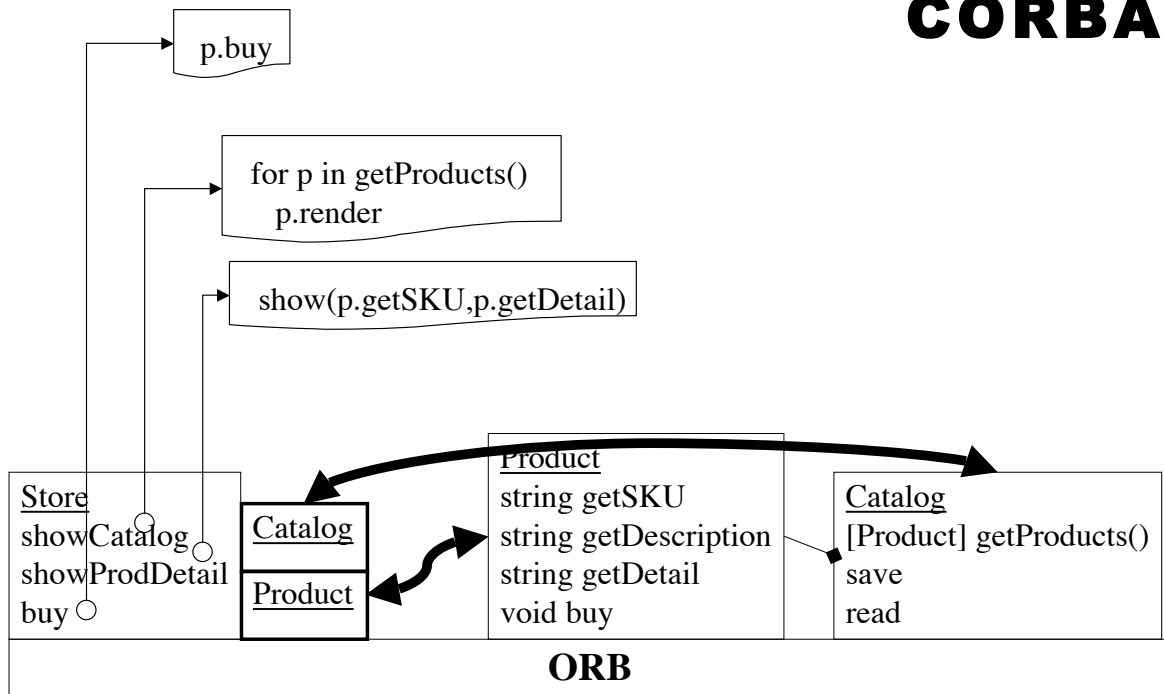 CORBA
p.buy
for p in getProducts()
p.render
show(p.getSKU,p.getDetail)
Store
showCatalog
showProdDetail
buy
Catalog
Product
Product
string getSKU
string getDescription
string getDetail
void buy
Catalog
[Product] getProducts()
save
read
ORB